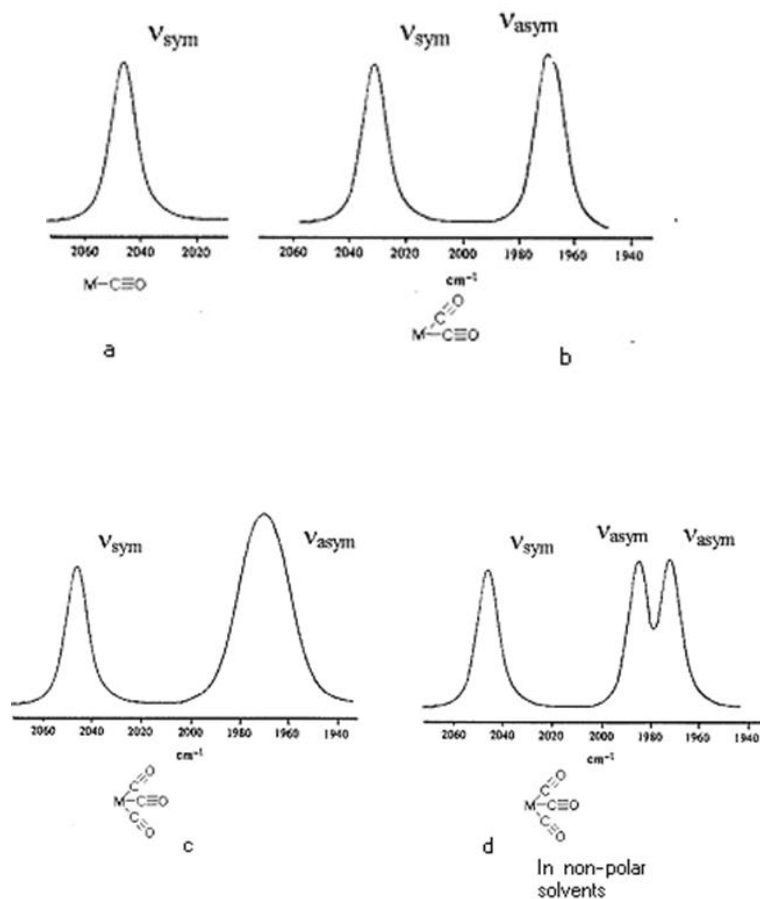 νsym
2060 2040 2020
M—C≡O
a
νsym νasym
2060 2040 2020 2000 1980 1960 1940
cm⁻¹
C≡O
M—C≡O
b
νsym νasym
2060 2040 2020 2000 1980 1960 1940
cm⁻¹
C≡O
M—C≡O
C≡O
c
νsym νasym νasym
2060 2040 2020 2000 1980 1960 1940
cm⁻¹
C≡O
M—C≡O
C≡O
d
In non-polar
solvents